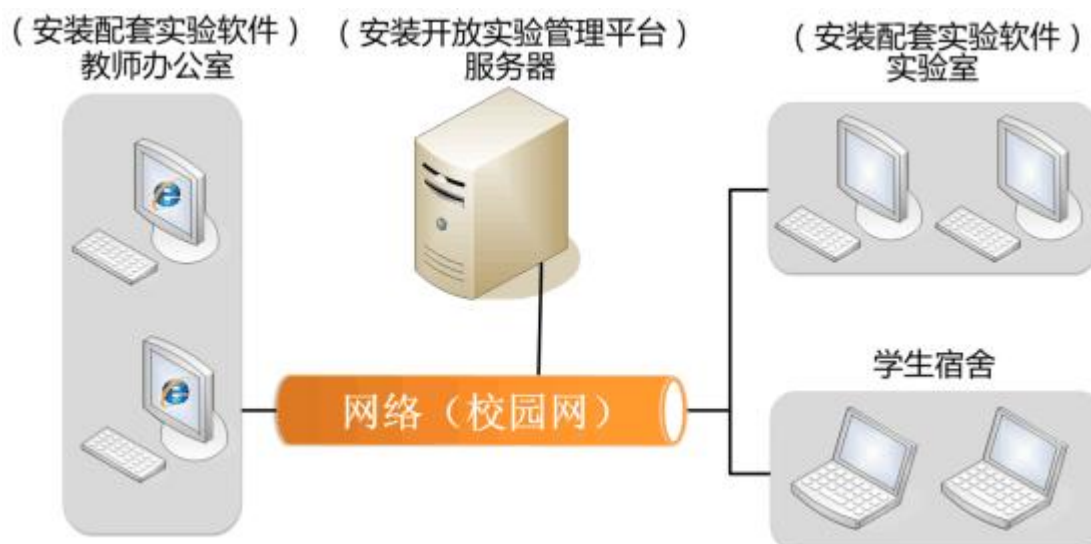 （安装配套实验软件）
教师办公室
（安装开放实验管理平台）
服务器
（安装配套实验软件）
实验室
学生宿舍
网络（校园网）